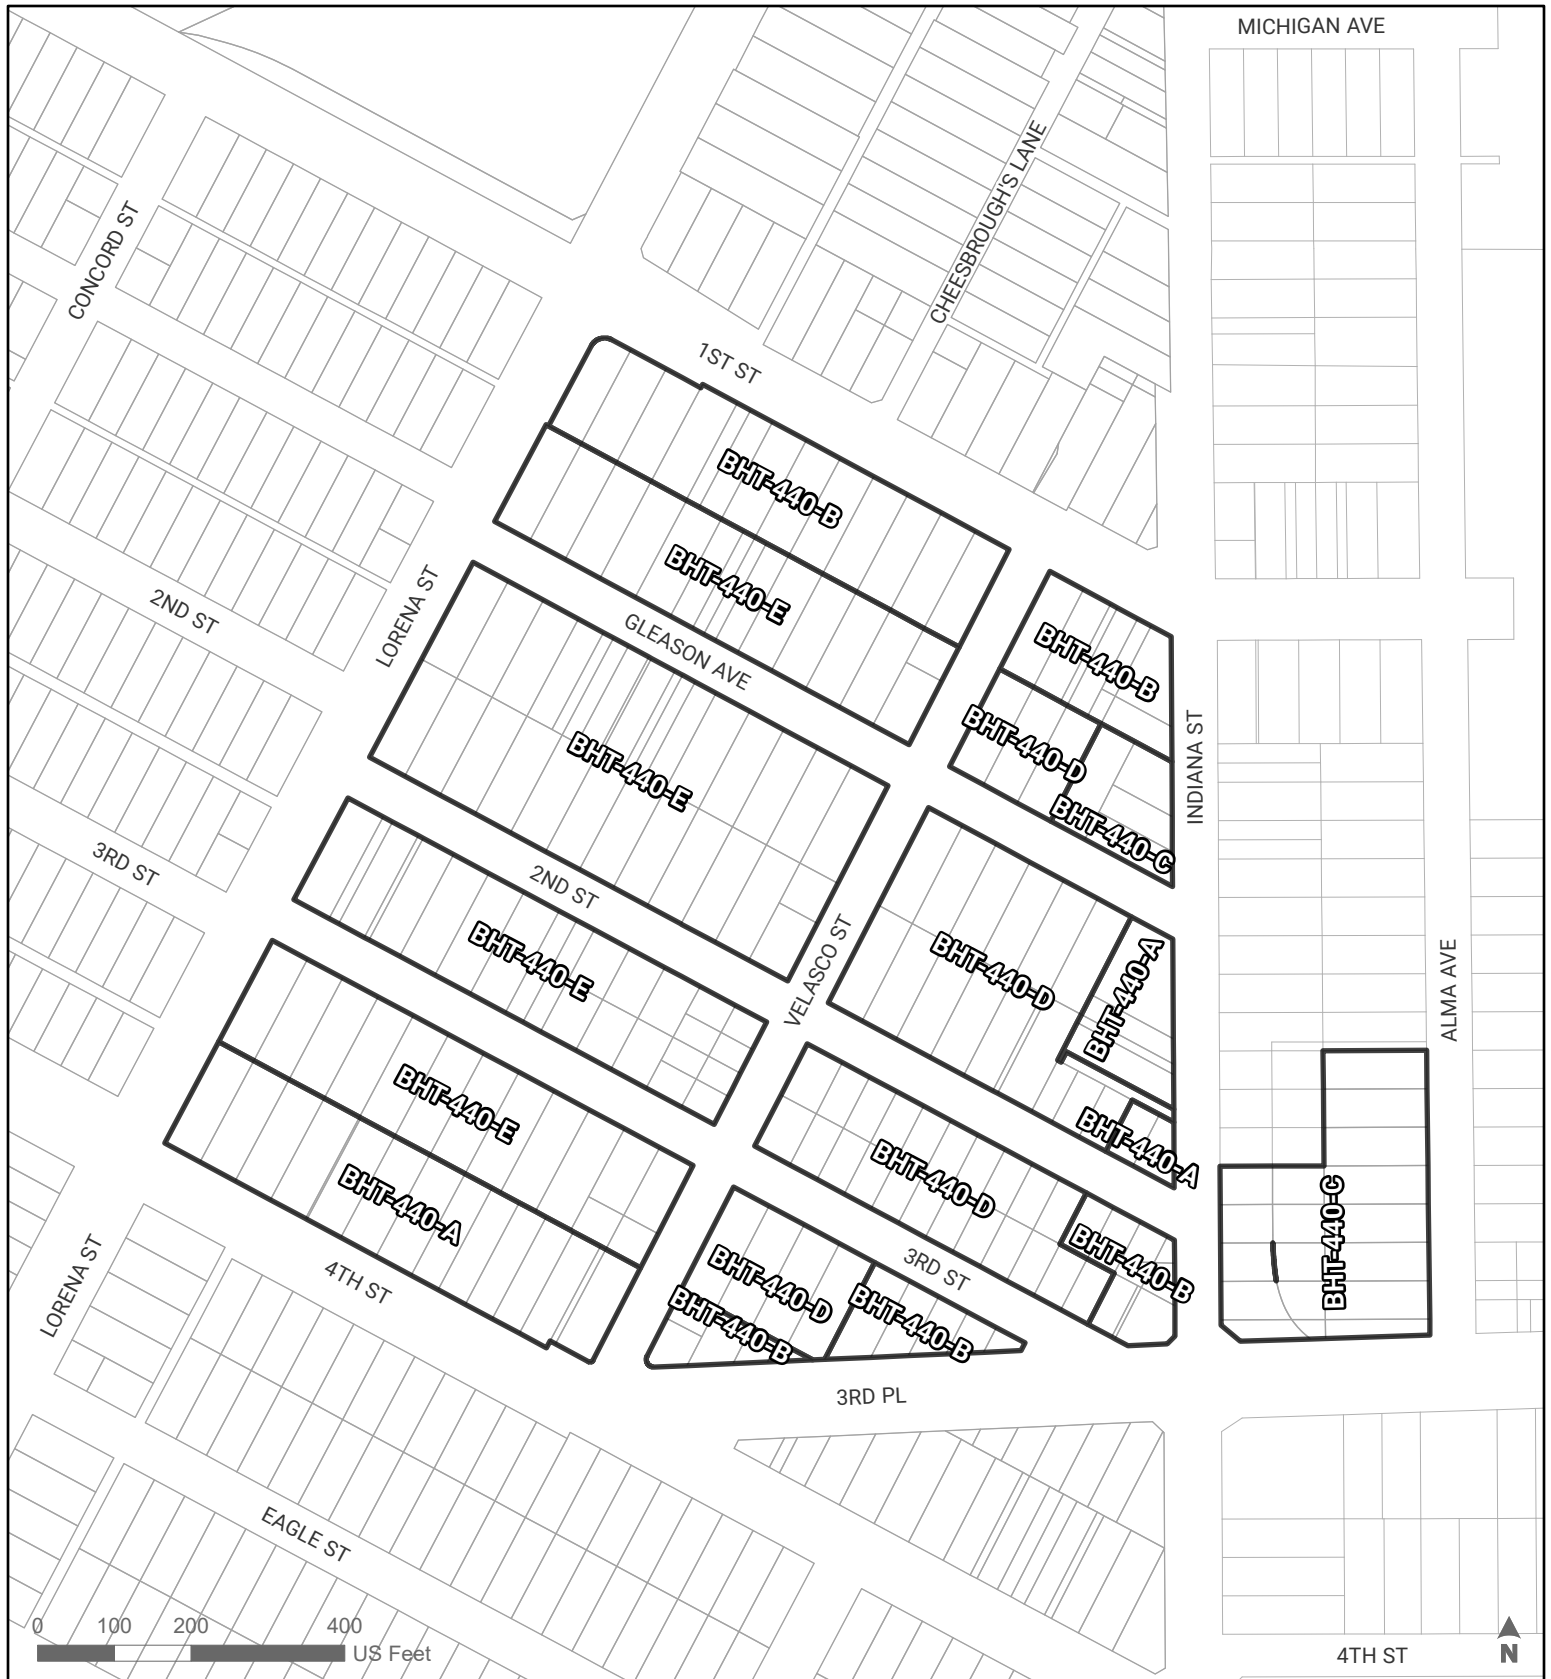 MICHIGAN AVE
CHEESBROUGH'S LANE
CONCORD ST
1ST ST
BHT-440-B
BHT-440-E
LORENA ST
2ND ST
GLEASON AVE
BHT-440-B
BHT-440-D
INDIANA ST
BHT-440-E
BHT-440-C
3RD ST
2ND ST
BHT-440-E
VELASCO ST
BHT-440-D
BHT-440-A
ALMA AVE
BHT-440-E
BHT-440-A
BHT-440-D
BHT-440-A
BHT-440-B
BHT-440-C
LORENA ST
4TH ST
3RD ST
BHT-440-D
BHT-440-B
BHT-440-B
3RD PL
EAGLE ST
0 100 200 400
US Feet
4TH ST
N